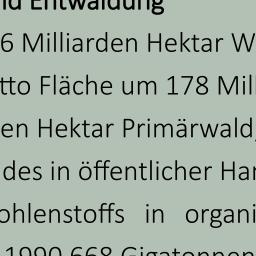 nd Entwaldung
6 Milliarden Hektar W
tto Fläche um 178 Mill
en Hektar Primärwald,
des in öffentlicher Han
ohlenstoffs in organi
1990 668 Gigatonnen